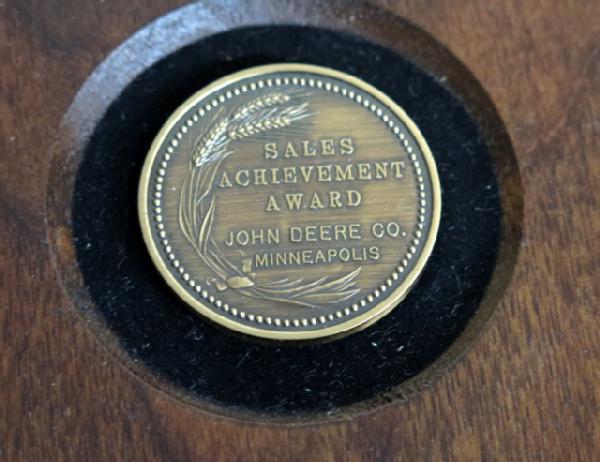 SALES
ACHIEVEMENT
AWARD
JOHN DEERE CO.
MINNEAPOLIS